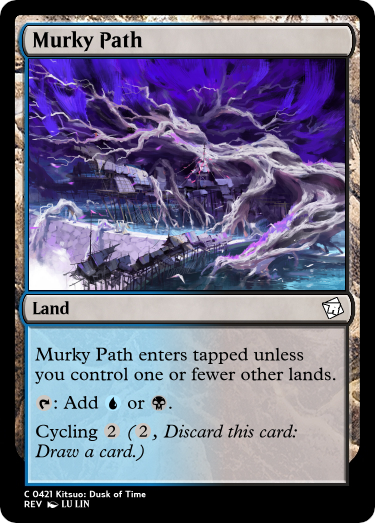 Murky Path
Land
Murky Path enters tapped unless
you control one or fewer other lands.
: Add or .
Cycling 2 (2, Discard this card:
Draw a card.)
C 0421 Kitsuo: Dusk of Time
REV LU LIN